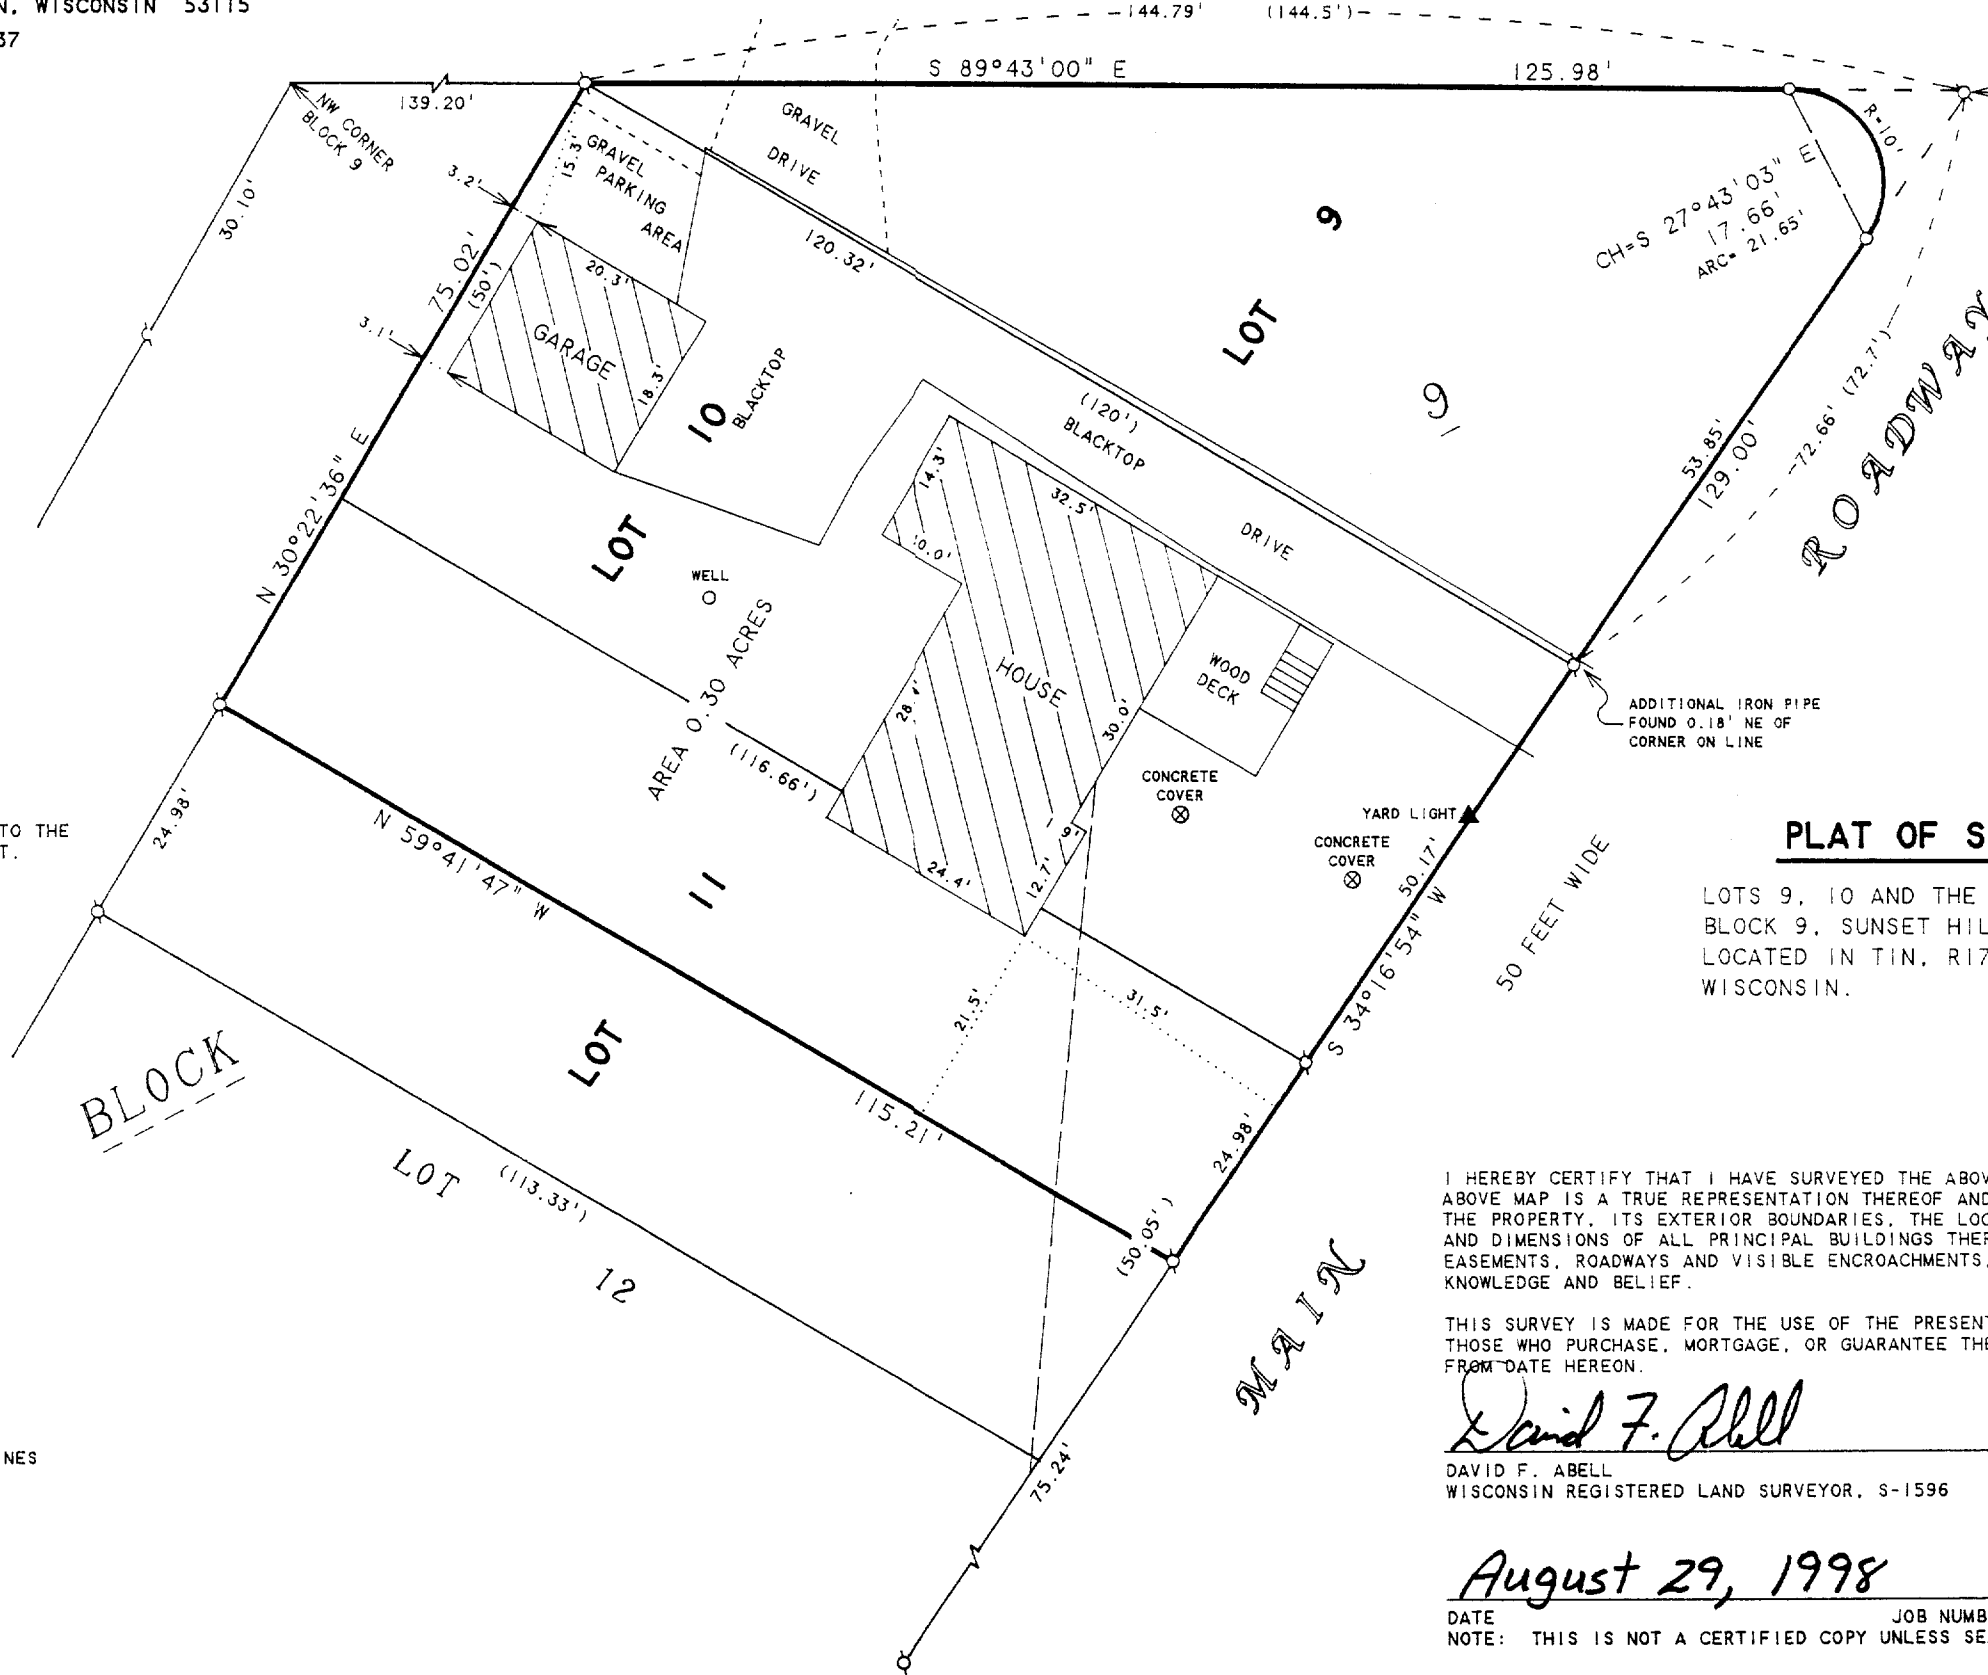 N, WISCONSIN 53115
37
144.79' (144.5')
S 89°43'00" E
125.98'
139.20'
NW CORNER
BLOCK 9
30.10'
3.2'
15.3'
GRAVEL
PARKING
AREA
GRAVEL
DRIVE
R=10'
CH=S 27°43'03" E
17.66'
ARC= 21.65'
LOT 9
120.32'
75.02'
(50')
20.3'
3.1'
GARAGE
18.3'
LOT 10
BLACKTOP
(120')
BLACKTOP
DRIVE
9
53.85'
129.00'
72.66' (72.7')
ROADWAY
N 30°22'36" E
14.3'
32.5'
10.0'
WELL
AREA 0.30 ACRES
HOUSE
28.4'
30.0'
WOOD
DECK
ADDITIONAL IRON PIPE
FOUND 0.18' NE OF
CORNER ON LINE
(116.66')
CONCRETE
COVER
YARD LIGHT
CONCRETE
COVER
1.9'
24.4'
12.7'
50.17'
S 34°16'54" W
50 FEET WIDE
24.98'
TO THE
T.
N 59°41'47" W
LOT 11
21.5'
31.5'
115.21'
24.98'
(50.05')
BLOCK
LOT 12
(113.33')
MAIN
75.24'
NES
PLAT OF S
LOTS 9, 10 AND THE
BLOCK 9, SUNSET HIL
LOCATED IN T1N, R17
WISCONSIN.
I HEREBY CERTIFY THAT I HAVE SURVEYED THE ABOV
ABOVE MAP IS A TRUE REPRESENTATION THEREOF AND
THE PROPERTY, ITS EXTERIOR BOUNDARIES, THE LOC
AND DIMENSIONS OF ALL PRINCIPAL BUILDINGS THER
EASEMENTS, ROADWAYS AND VISIBLE ENCROACHMENTS,
KNOWLEDGE AND BELIEF.
THIS SURVEY IS MADE FOR THE USE OF THE PRESENT
THOSE WHO PURCHASE, MORTGAGE, OR GUARANTEE THE
FROM DATE HEREON.
David F. Abell
DAVID F. ABELL
WISCONSIN REGISTERED LAND SURVEYOR, S-1596
August 29, 1998
DATE JOB NUMB
NOTE: THIS IS NOT A CERTIFIED COPY UNLESS SE